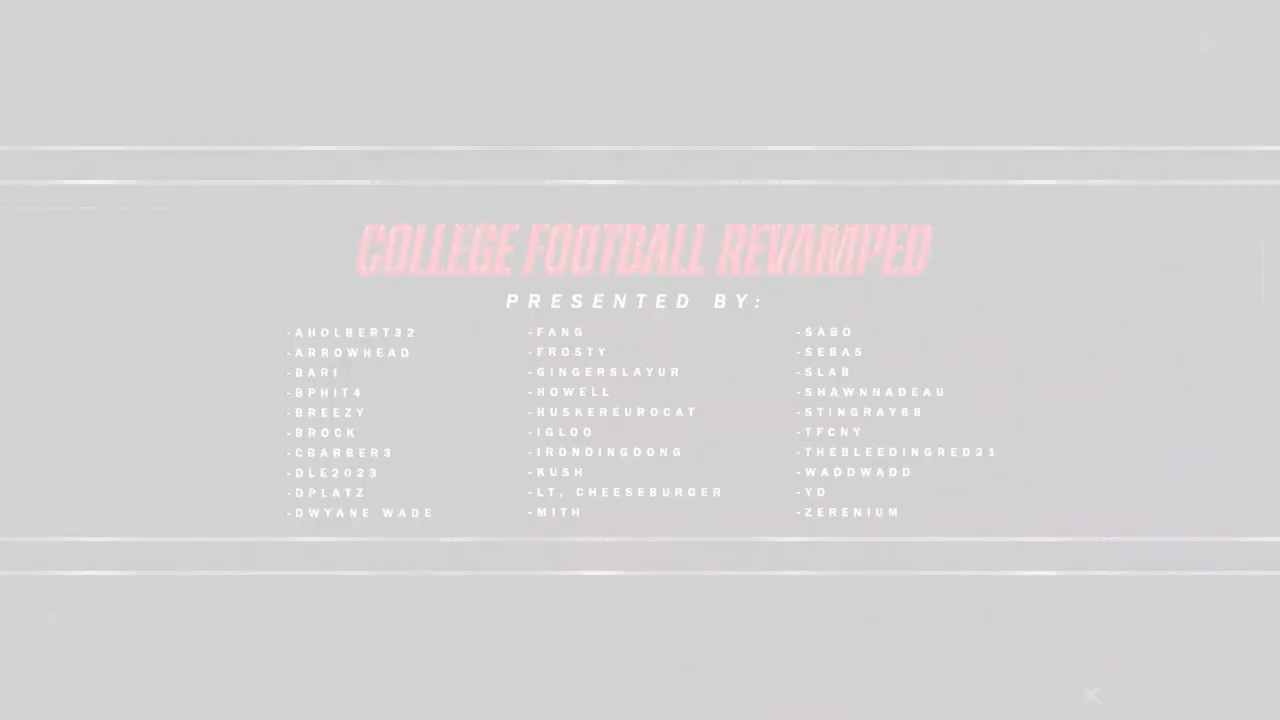 COLLEGE FOOTBALL REVAMPED
PRESENTED BY:
-AHOLBERT32
-ARROWHEAD
-BARI
-BPHIT4
-BREEZY
-BROCK
-CBARBER3
-DLE2023
-DPLATZ
-DWYANE WADE
-FANG
-FROSTY
-GINGERSLAYUR
-HOWELL
-HUSKEREUROCAT
-IGLOO
-IRONDINGDONG
-KUSH
-LT. CHEESEBURGER
-MITH
-SABO
-SEBAS
-SLAB
-SHAWNNADEAU
-STINGRAY68
-TFCNY
-THEBLEEDINGRED21
-WADDWADD
-YD
-ZERENIUM